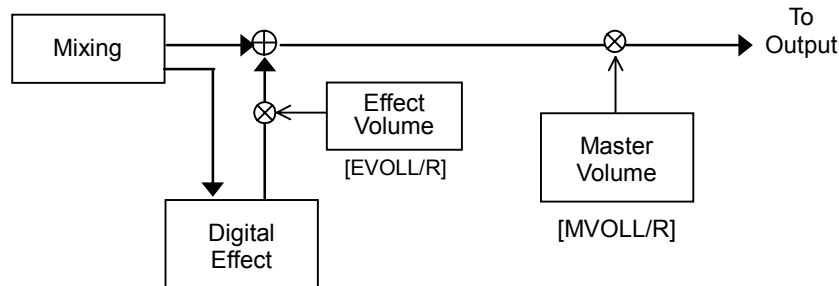 Mixing
To
Output
Effect
Volume
[EVOLL/R]
Master
Volume
[MVOLL/R]
Digital
Effect